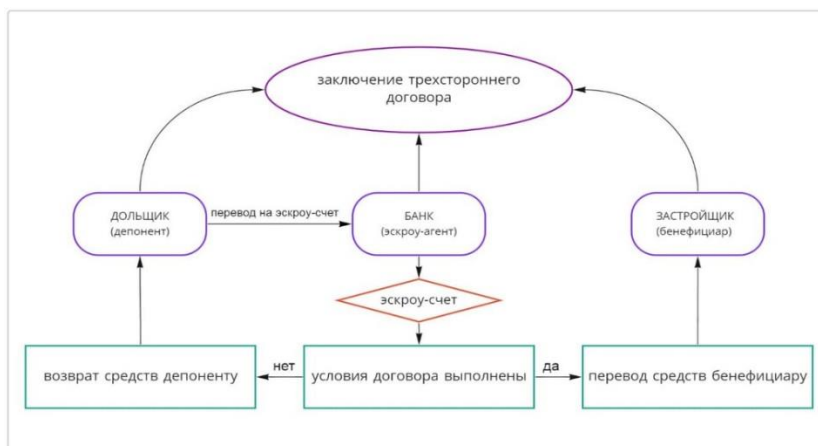 заключение трехстороннего
договора
ДОЛЬЩИК
(депонент)
перевод на эскроу-счет
БАНК
(эскроу-агент)
ЗАСТРОЙЩИК
(бенефициар)
эскроу-счет
возврат средств депоненту
нет
условия договора выполнены
да
перевод средств бенефициару